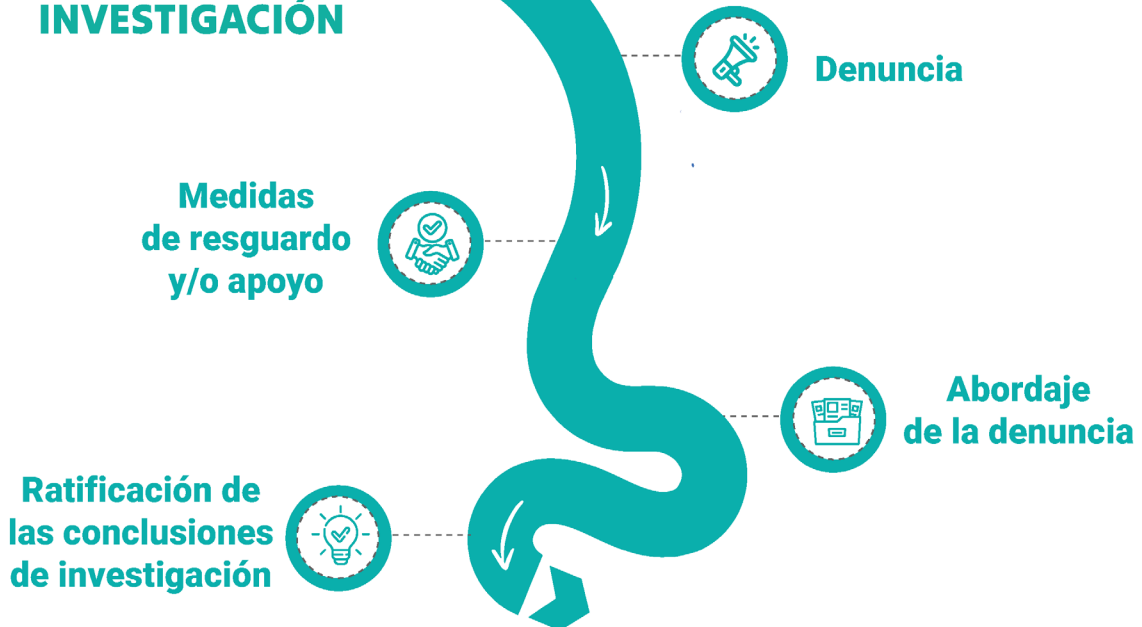 INVESTIGACIÓN
Denuncia
Medidas
de resguardo
y/o apoyo
Abordaje
de la denuncia
Ratificación de
las conclusiones
de investigación